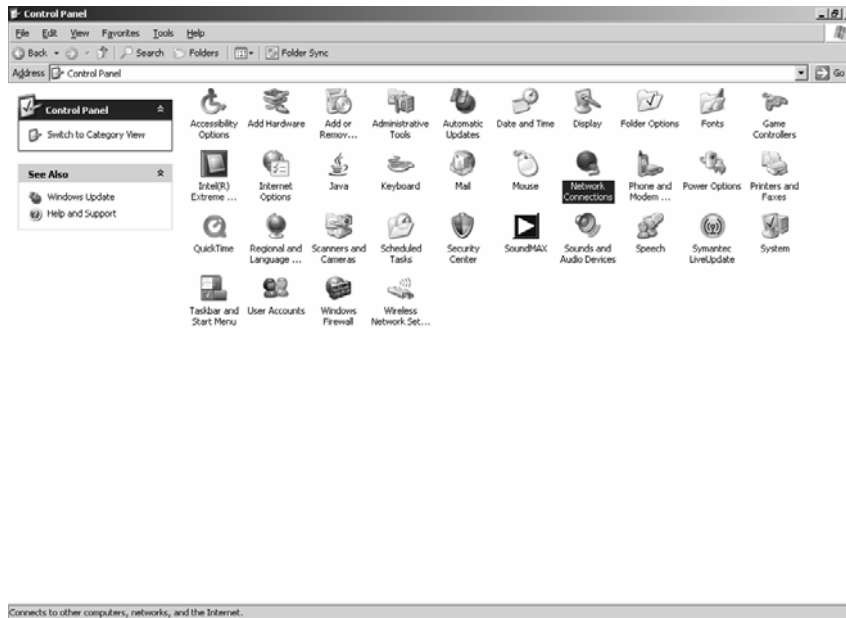 Control Panel
File Edit View Favorites Tools Help
Back Search Folders Folder Sync
Address Control Panel Go
Control Panel
Switch to Category View
See Also
Windows Update
Help and Support
Accessibility Options
Add Hardware
Add or Remov...
Administrative Tools
Automatic Updates
Date and Time
Display
Folder Options
Fonts
Game Controllers
Intel(R) Extreme ...
Internet Options
Java
Keyboard
Mail
Mouse
Network Connections
Phone and Modem ...
Power Options
Printers and Faxes
QuickTime
Regional and Language ...
Scanners and Cameras
Scheduled Tasks
Security Center
SoundMAX
Sounds and Audio Devices
Speech
Symantec LiveUpdate
System
Taskbar and Start Menu
User Accounts
Windows Firewall
Wireless Network Set...
Connects to other computers, networks, and the Internet.